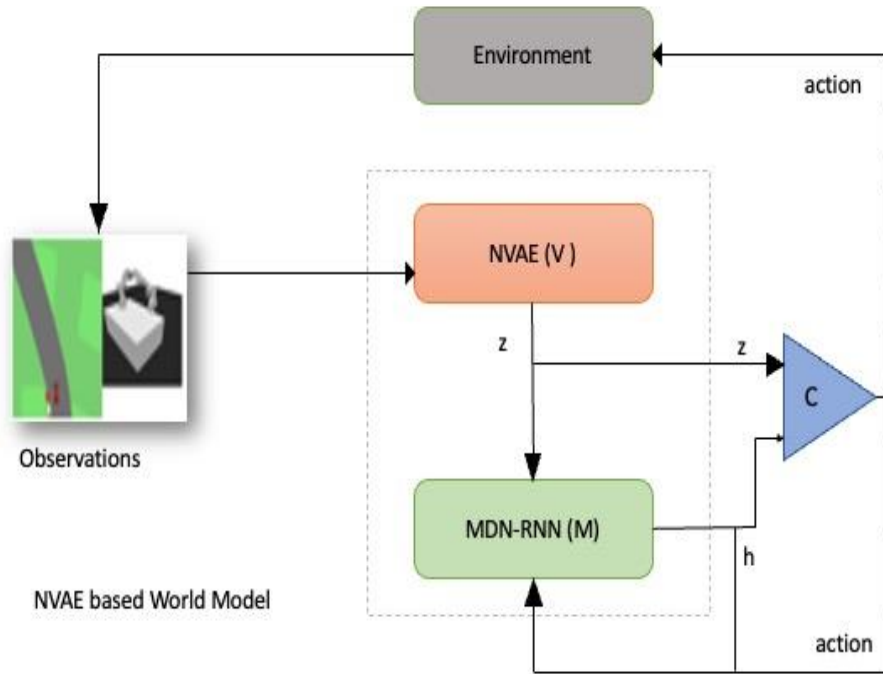 Environment
action
NVAE (V )
z
z
C
Observations
MDN-RNN (M)
h
NVAE based World Model
action